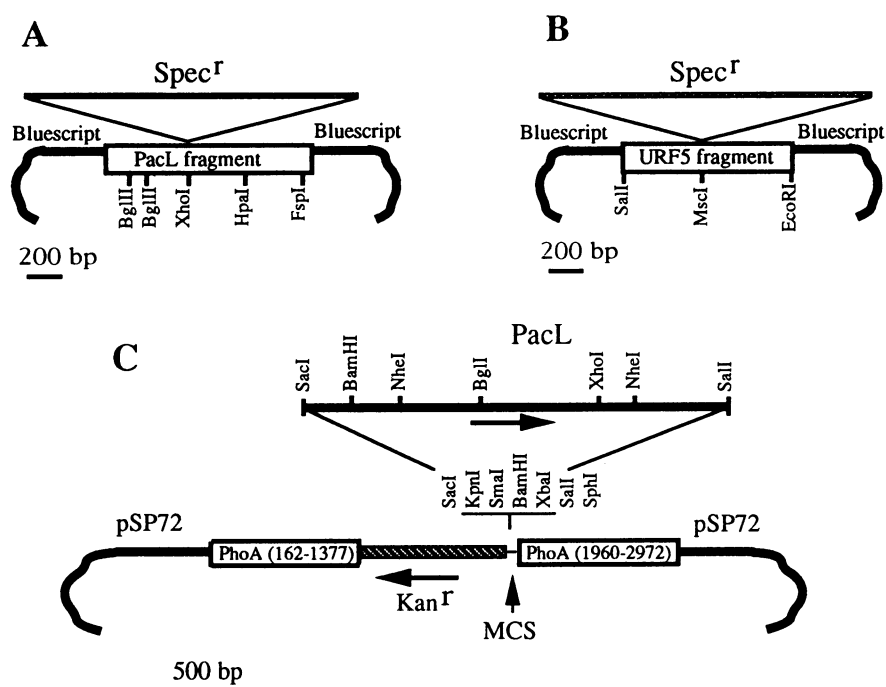 A
Spec r
Bluescript
Bluescript
PacL fragment
BglII
BglII
XhoI
HpaI
FspI
200 bp
B
Spec r
Bluescript
Bluescript
URF5 fragment
SalI
MscI
EcoRI
200 bp
C
PacL
SacI
BamHI
NheI
BglI
XhoI
NheI
SalI
SacI
KpnI
SmaI
BamHI
XbaI
SalI
SphI
pSP72
pSP72
PhoA (162-1377)
PhoA (1960-2972)
Kan r
MCS
500 bp